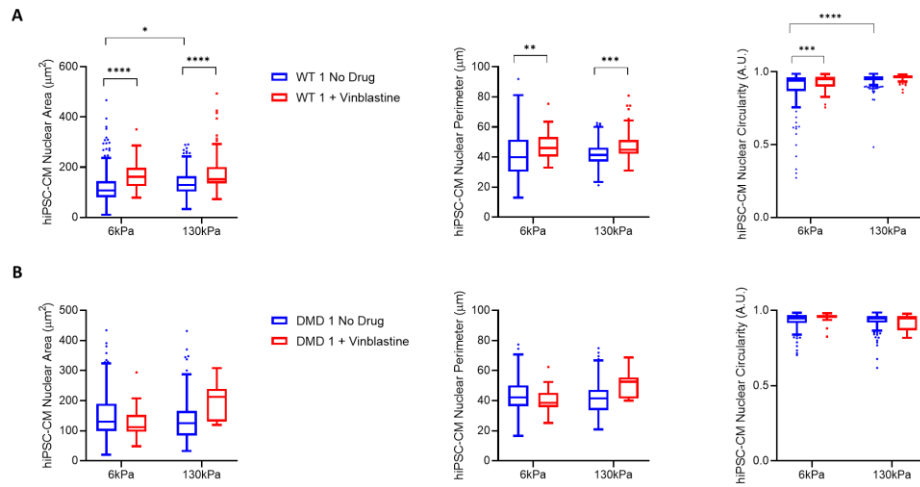 A
hiPSC-CM Nuclear Area (μm²)
600
400
200
0
*
****
****
6kPa
130kPa
WT 1 No Drug
WT 1 + Vinblastine
hiPSC-CM Nuclear Perimeter (μm)
100
80
60
40
20
0
**
***
6kPa
130kPa
hiPSC-CM Nuclear Circularity (A.U.)
1.0
0.5
0.0
****
***
6kPa
130kPa
B
hiPSC-CM Nuclear Area (μm²)
500
400
300
200
100
0
6kPa
130kPa
DMD 1 No Drug
DMD 1 + Vinblastine
hiPSC-CM Nuclear Perimeter (μm)
100
80
60
40
20
0
6kPa
130kPa
hiPSC-CM Nuclear Circularity (A.U.)
1.0
0.5
0.0
6kPa
130kPa